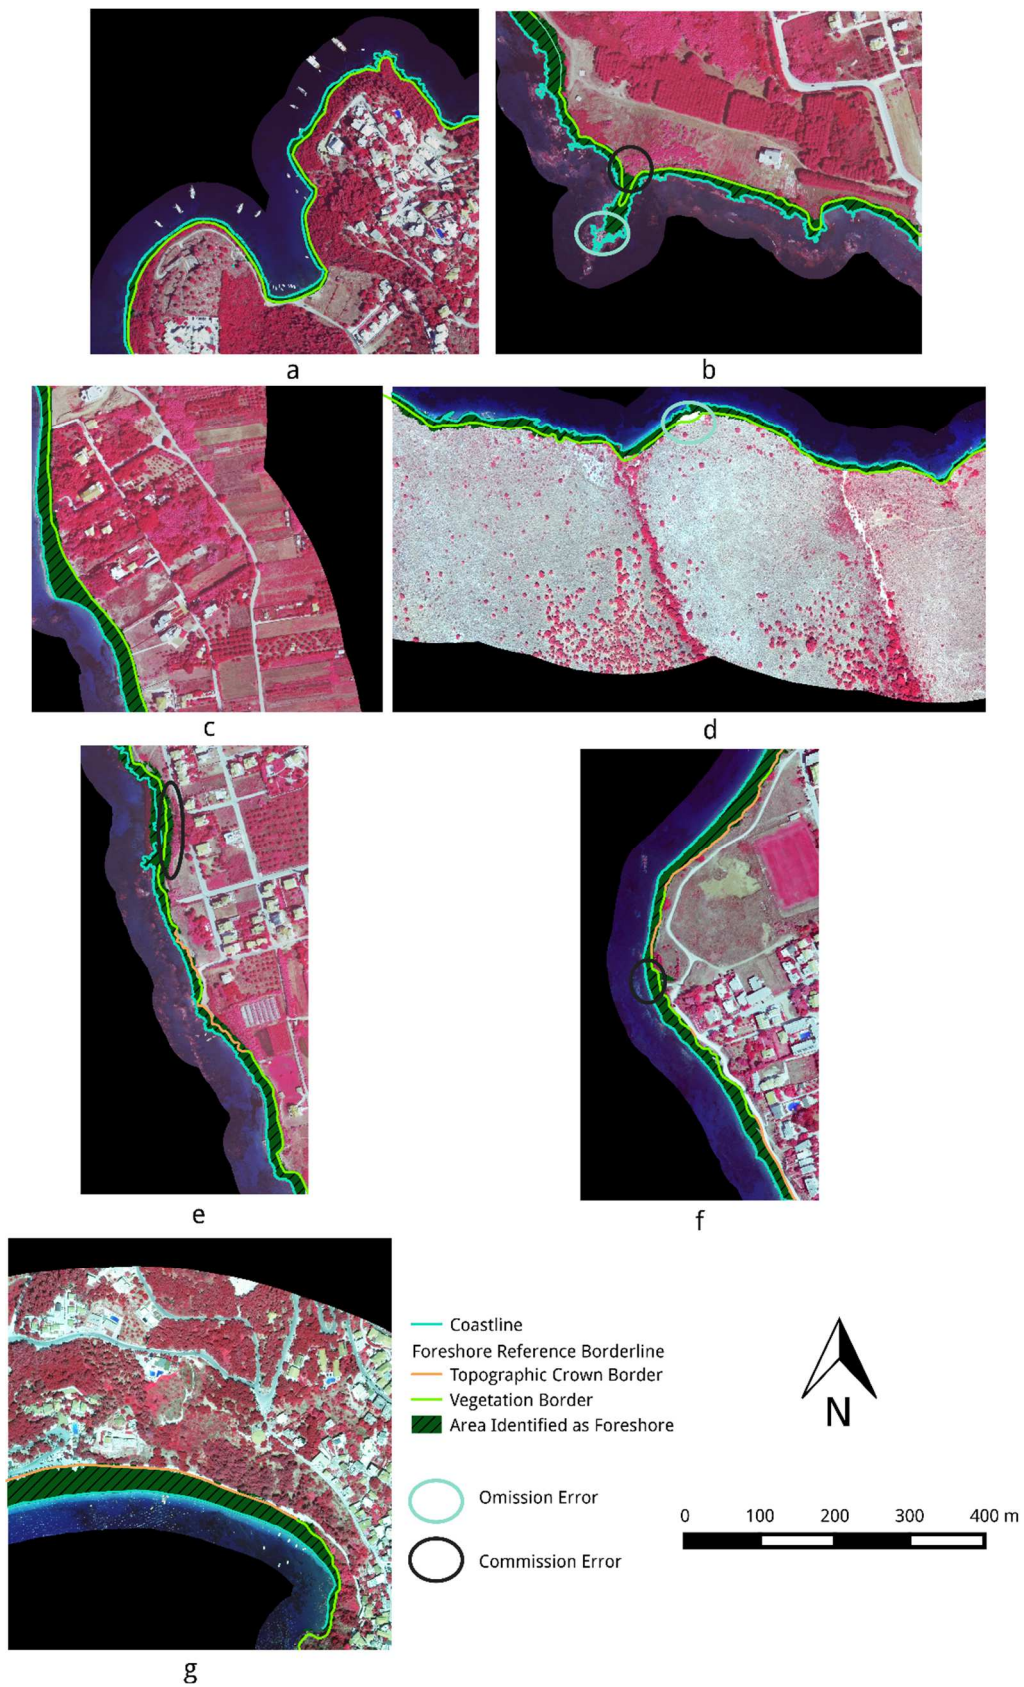 a
b
c
d
e
f
g
Coastline
Foreshore Reference Borderline
Topographic Crown Border
Vegetation Border
Area Identified as Foreshore
Omission Error
Commission Error
N
0 100 200 300 400 m